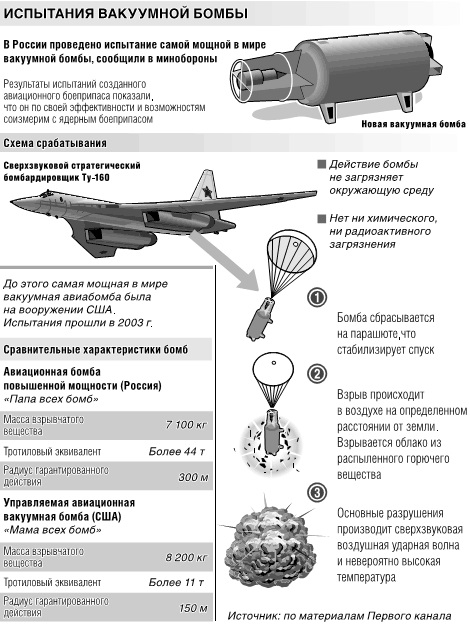 ИСПЫТАНИЯ ВАКУУМНОЙ БОМБЫ
В России проведено испытание самой мощной в мире
вакуумной бомбы, сообщили в минобороны
Результаты испытаний созданного
авиационного боеприпаса показали,
что он по своей эффективности и возможностям
соизмерим с ядерным боеприпасом
Новая вакуумная бомба
Схема срабатывания
Сверхзвуковой стратегический
бомбардировщик Ту-160
Действие бомбы
не загрязняет
окружающую среду
Нет ни химического,
ни радиоактивного
загрязнения
До этого самая мощная в мире
вакуумная авиабомба была
на вооружении США.
Испытания прошли в 2003 г.
Сравнительные характеристики бомб
Авиационная бомба
повышенной мощности (Россия)
«Папа всех бомб»
Масса взрывчатого
вещества
7 100 кг
Тротиловый эквивалент
Более 44 т
Радиус гарантированного
действия
300 м
Управляемая авиационная
вакуумная бомба (США)
«Мама всех бомб»
Масса взрывчатого
вещества
8 200 кг
Тротиловый эквивалент
Более 11 т
Радиус гарантированного
действия
150 м
1
Бомба сбрасывается
на парашюте,что
стабилизирует спуск
2
Взрыв происходит
в воздухе на определенном
расстоянии от земли.
Взрывается облако из
распыленного горючего
вещества
3
Основные разрушения
производит сверхзвуковая
воздушная ударная волна
и невероятно высокая
температура
Источник: по материалам Первого канала